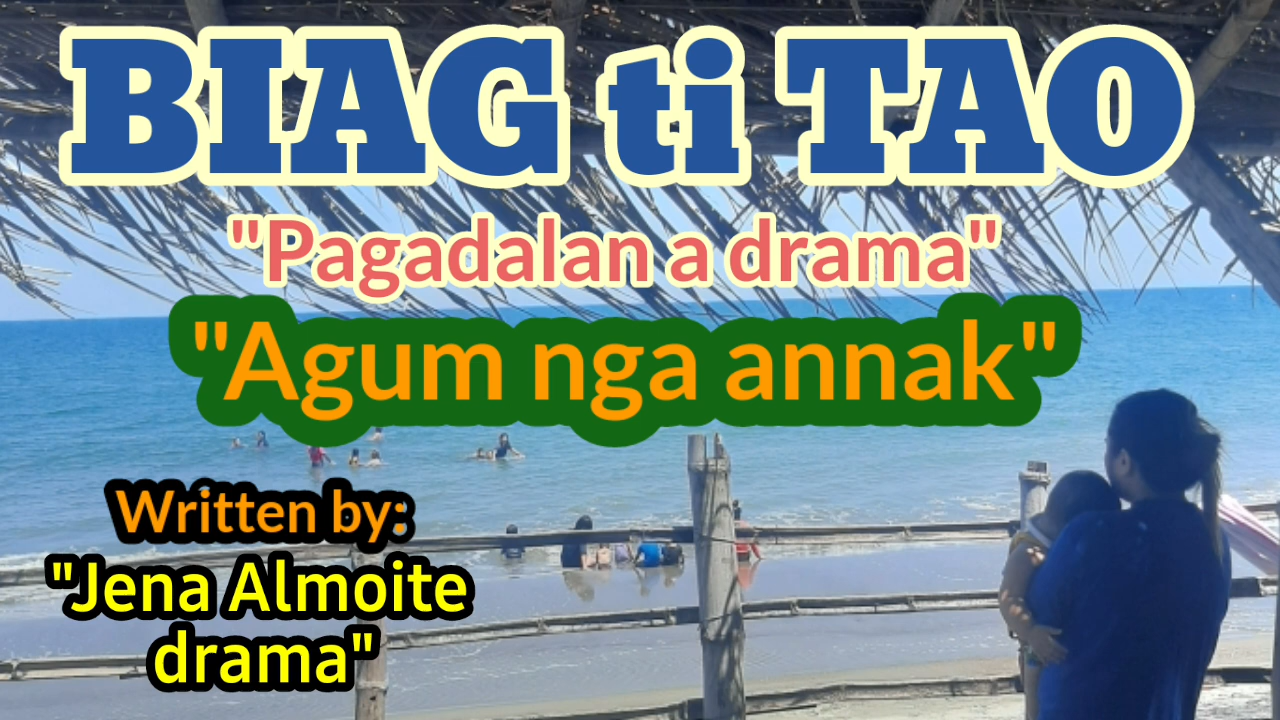 BIAG ti TAO
"Pagadalan a drama"
"Agum nga annak"
Written by:
"Jena Almoite
drama"